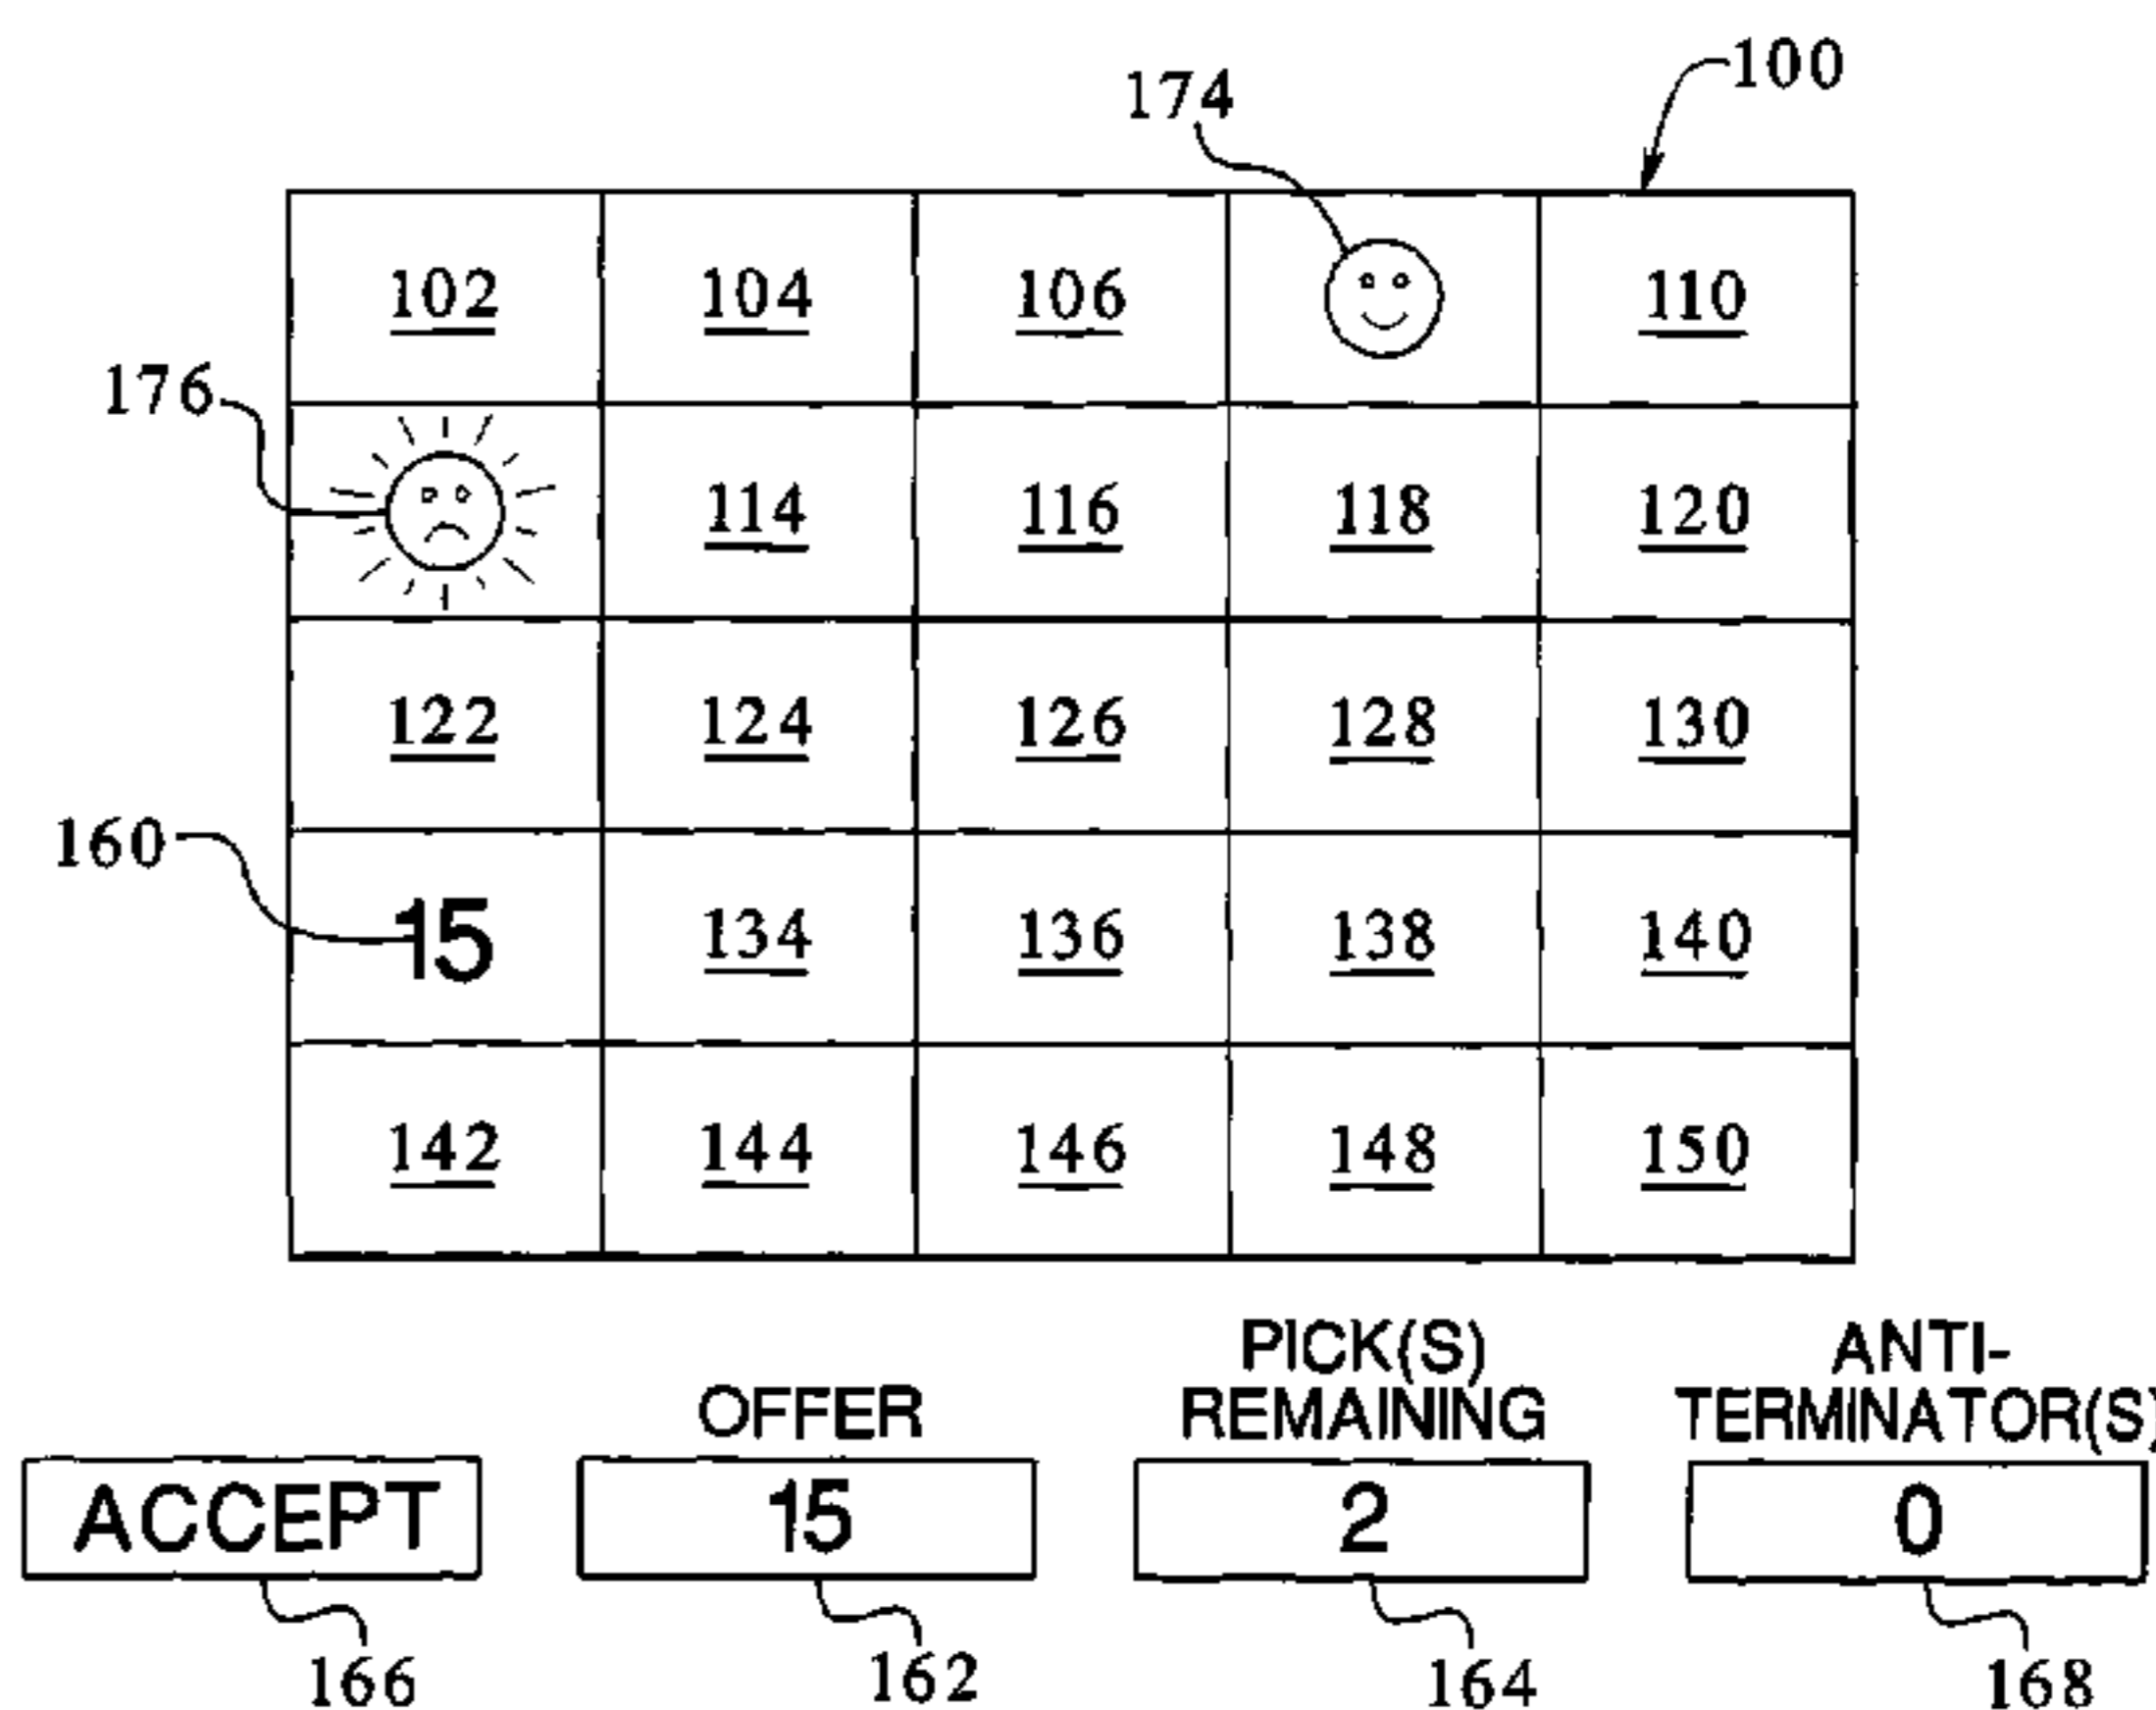 100
174
102 104 106 110
176
114 116 118 120
122 124 126 128 130
160
15 134 136 138 140
142 144 146 148 150
PICK(S) ANTI-
OFFER REMAINING TERMINATOR(S)
ACCEPT 15 2 0
166 162 164 168